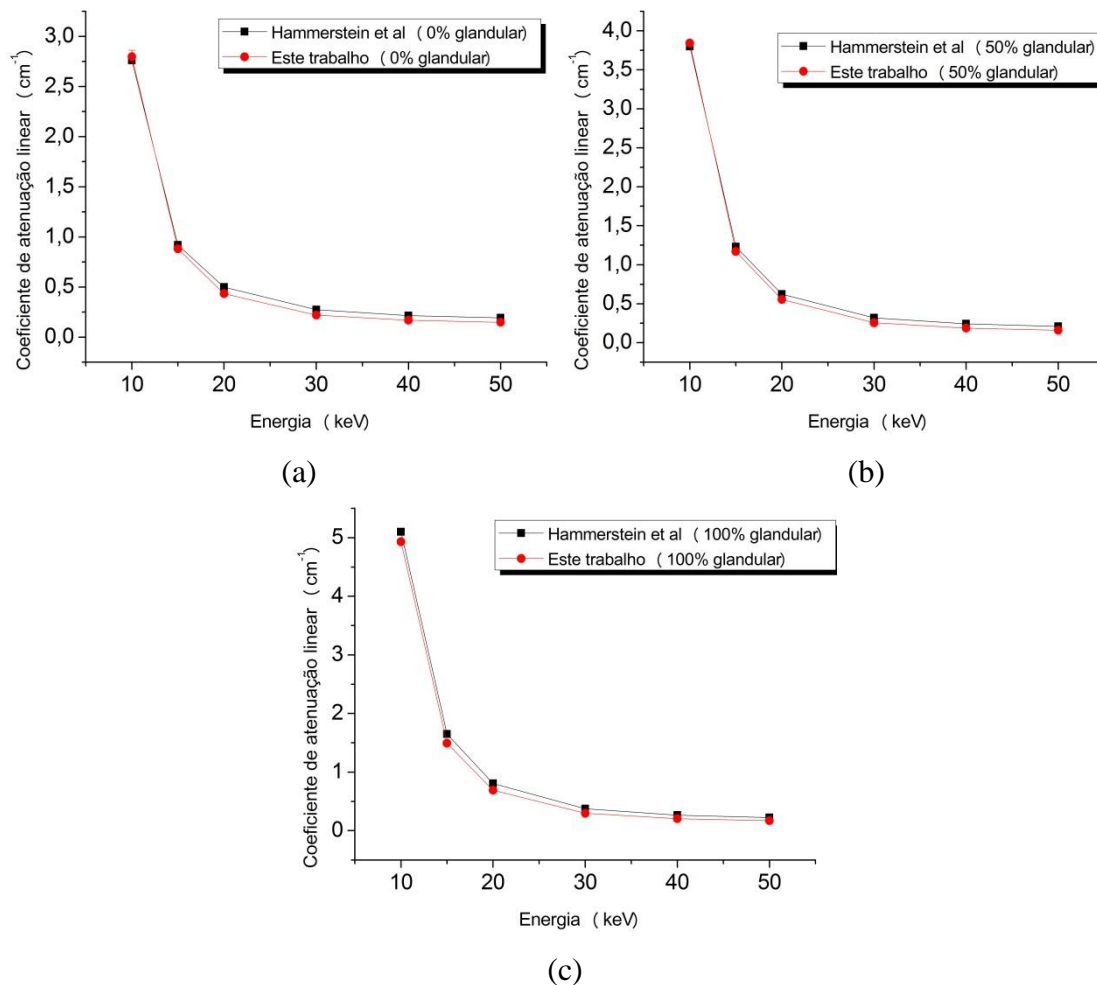 Hammerstein et al ( 0% glandular)
Este trabalho ( 0% glandular)
Coeficiente de atenuação linear ( cm-1)
3,0
2,5
2,0
1,5
1,0
0,5
0,0
10 20 30 40 50
Energia ( keV)
(a)
Hammerstein et al ( 50% glandular)
Este trabalho ( 50% glandular)
Coeficiente de atenuação linear ( cm-1)
4,0
3,5
3,0
2,5
2,0
1,5
1,0
0,5
0,0
10 20 30 40 50
Energia ( keV)
(b)
Hammerstein et al ( 100% glandular)
Este trabalho ( 100% glandular)
Coeficiente de atenuação linear ( cm-1)
5
4
3
2
1
0
10 20 30 40 50
Energia ( keV)
(c)